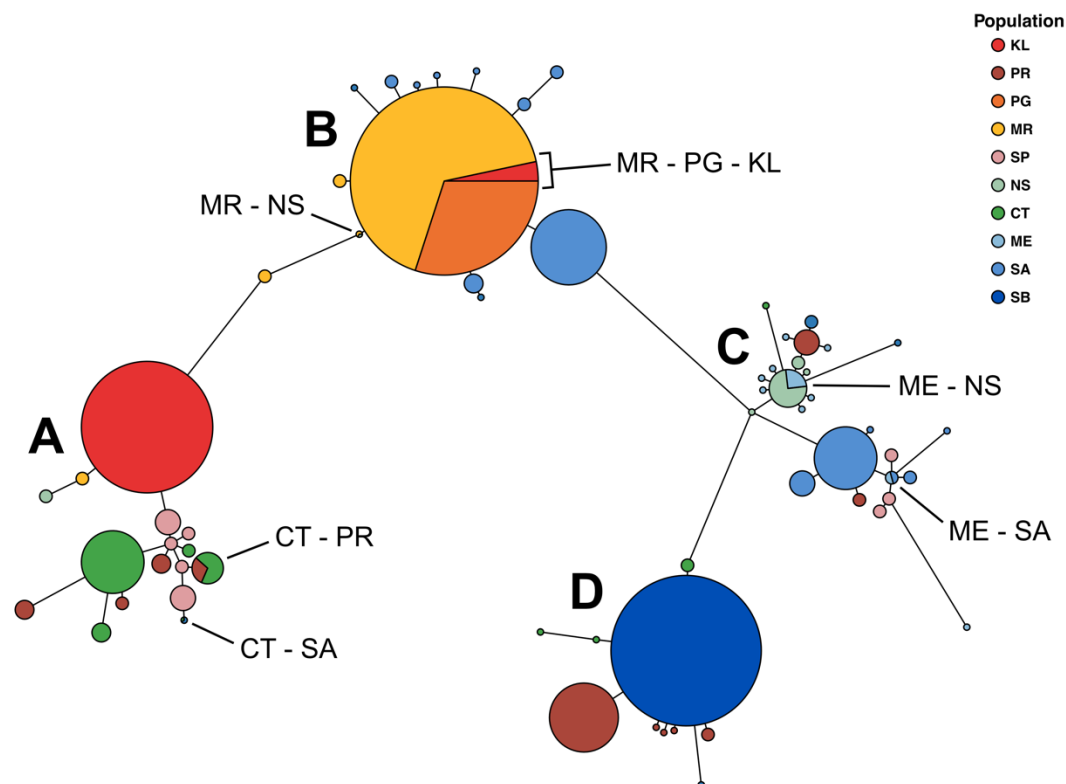 Population
KL
PR
PG
MR
SP
NS
CT
ME
SA
SB
B
MR - PG - KL
MR - NS
C
ME - NS
A
ME - SA
CT - PR
D
CT - SA